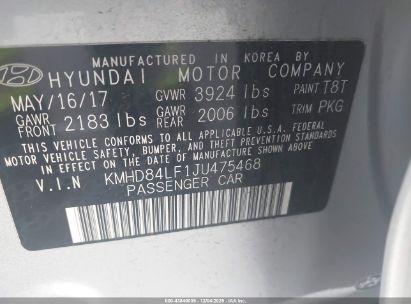 MANUFACTURED IN KOREA BY
HYUNDAI MOTOR COMPANY
MAY/16/17 GVWR 3924 lbs PAINT T8T
GAWR FRONT 2183 lbs GAWR REAR 2006 lbs TRIM PKG
THIS VEHICLE CONFORMS TO ALL APPLICABLE U.S.
MOTOR VEHICLE SAFETY, BUMPER, AND THEFT PREVENTION
STANDARDS IN EFFECT ON THE DATE OF MANUFACTURE
SHOWN ABOVE.
V.I.N KMHD84LF1JU475468
PASSENGER CAR